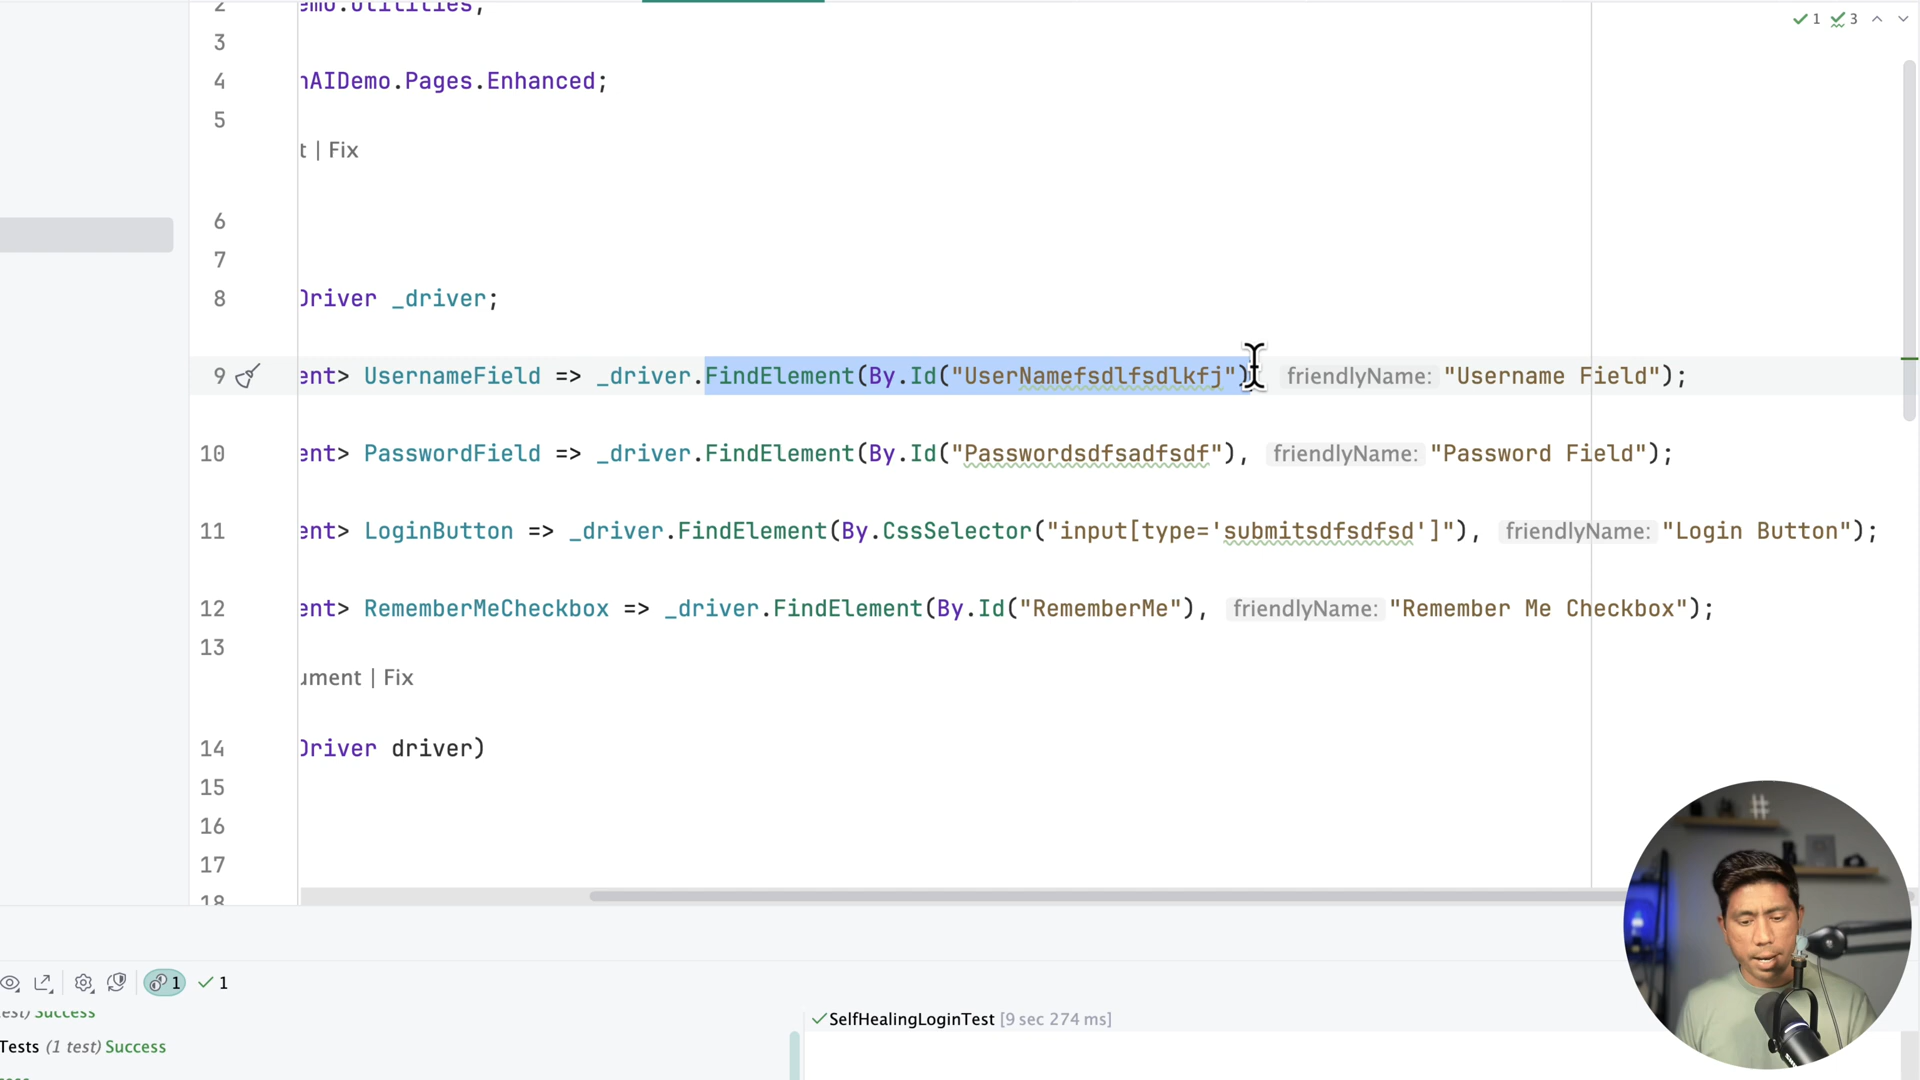 2 emo.Utilities;
1 3
3
4 nAIDemo.Pages.Enhanced;
5
t | Fix
6
7
8 Driver _driver;
9 ent> UsernameField => _driver.FindElement(By.Id("UserNamefsdlfsdlkfj") friendlyName: "Username Field");
10 ent> PasswordField => _driver.FindElement(By.Id("Passwordsdfsadfsdf"), friendlyName: "Password Field");
11 ent> LoginButton => _driver.FindElement(By.CssSelector("input[type='submitsdfsdfsd']"), friendlyName: "Login Button");
12 ent> RememberMeCheckbox => _driver.FindElement(By.Id("RememberMe"), friendlyName: "Remember Me Checkbox");
13
ument | Fix
14 Driver driver)
15
16
17
18
1 1
est) Success
SelfHealingLoginTest [9 sec 274 ms]
Tests (1 test) Success